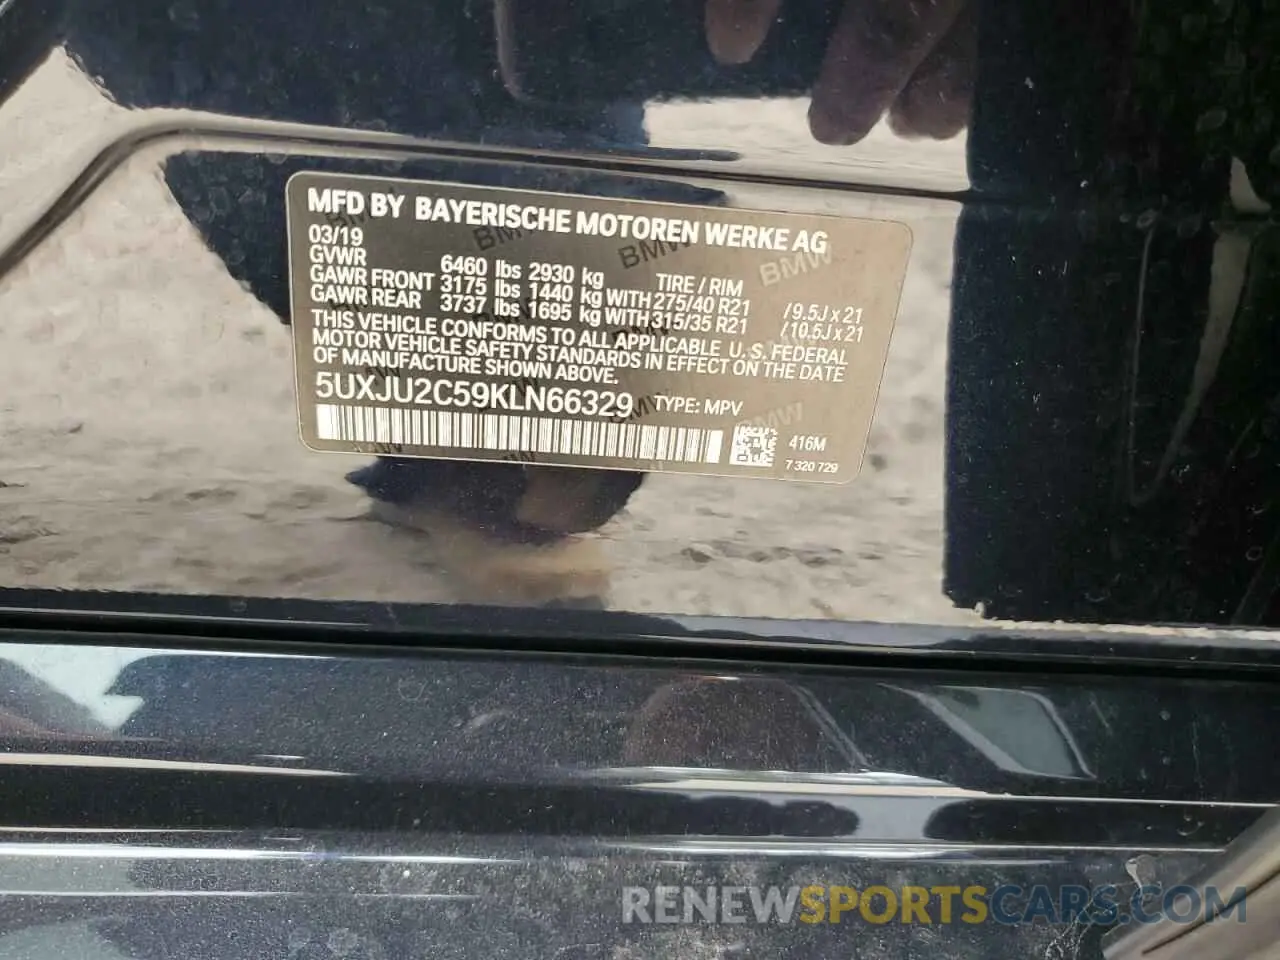 MFD BY BAYERISCHE MOTOREN WERKE AG
03/19
GVWR 6460 lbs 2930 kg TIRE / RIM
GAWR FRONT 3175 lbs 1440 kg WITH 275/40 R21 / 9.5J x 21
GAWR REAR 3737 lbs 1695 kg WITH 315/35 R21 / 10.5J x 21
THIS VEHICLE CONFORMS TO ALL APPLICABLE U.S. FEDERAL
MOTOR VEHICLE SAFETY STANDARDS IN EFFECT ON THE DATE
OF MANUFACTURE SHOWN ABOVE.
5UXJU2C59KLN66329 TYPE: MPV
416M
7 320 729
RENEWSPORTSCARS.COM